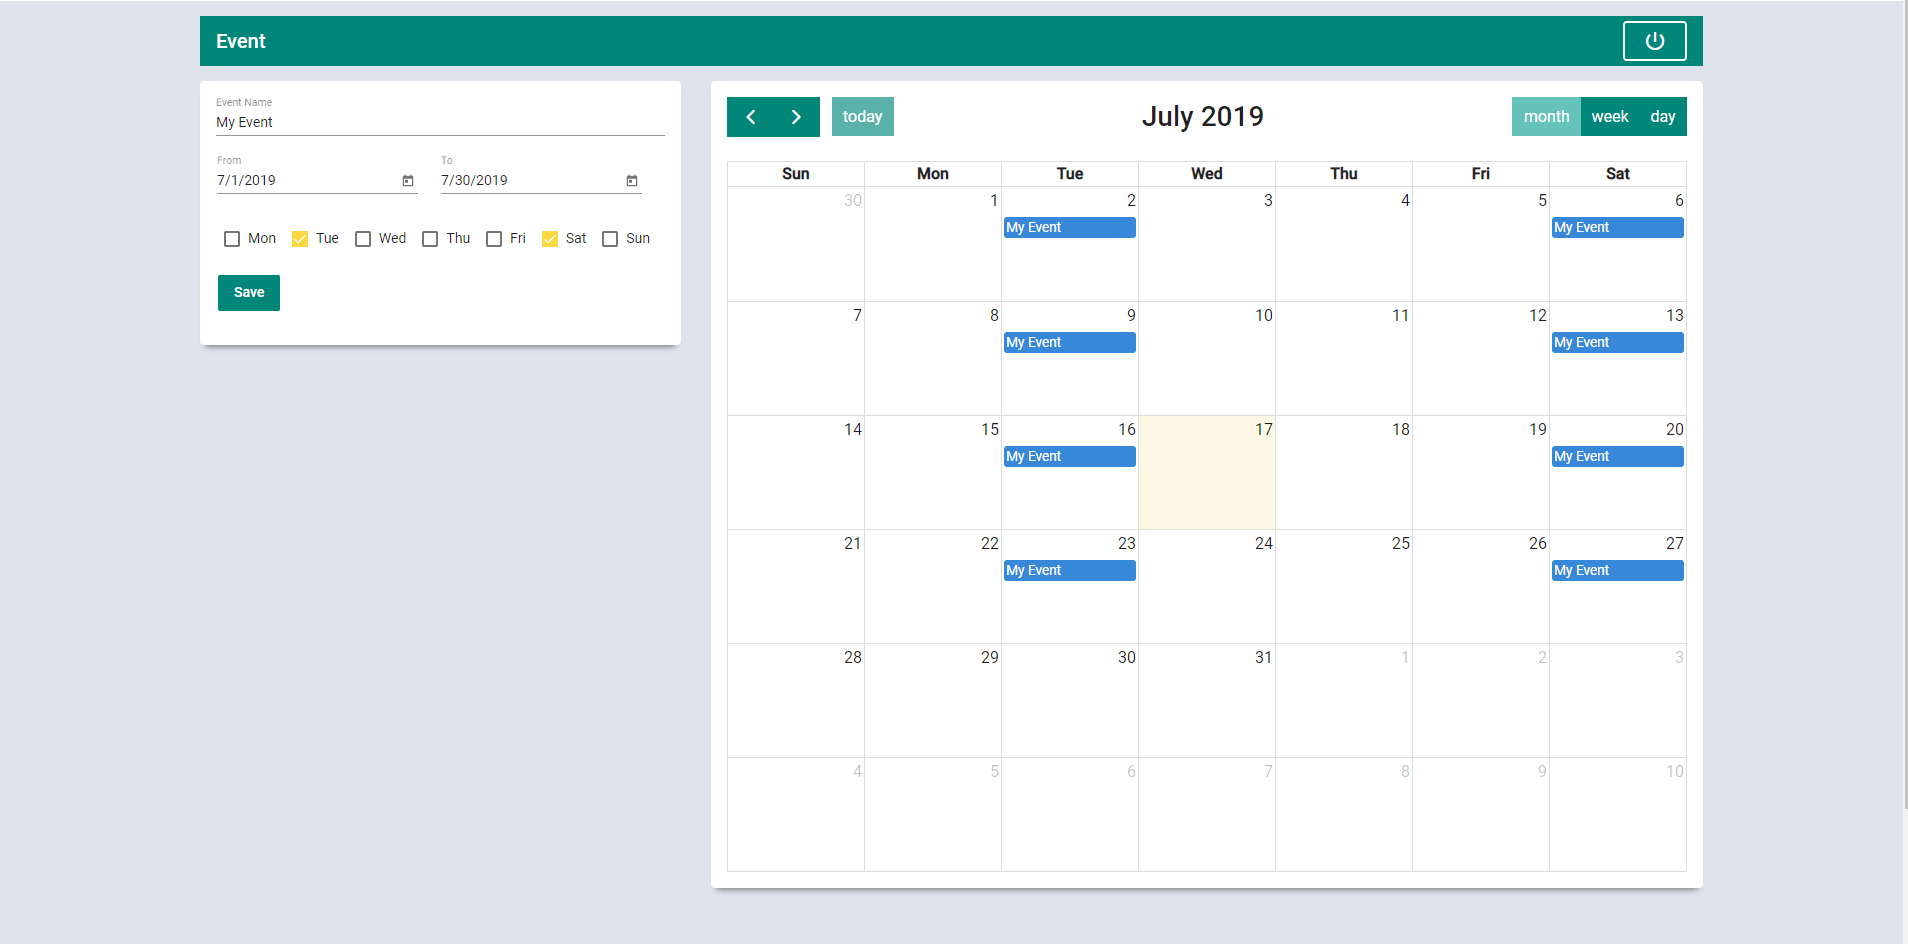 Event
Event Name
My Event
From To
7/1/2019 7/30/2019
Mon Tue Wed Thu Fri Sat Sun
Save
today July 2019 month week day
Sun Mon Tue Wed Thu Fri Sat
30 1 2 3 4 5 6
My Event My Event
7 8 9 10 11 12 13
My Event My Event
14 15 16 17 18 19 20
My Event My Event
21 22 23 24 25 26 27
My Event My Event
28 29 30 31 1 2 3
4 5 6 7 8 9 10